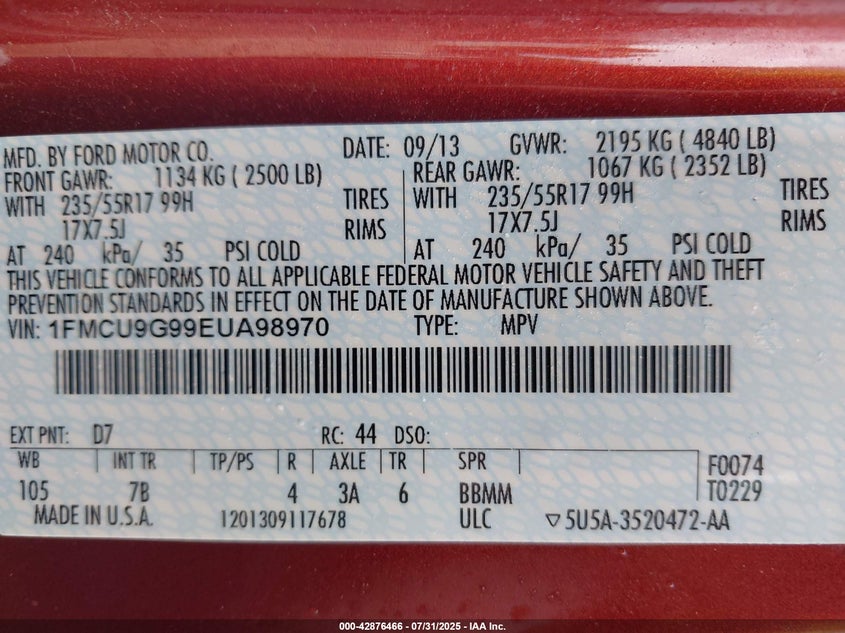 MFD. BY FORD MOTOR CO. DATE: 09/13 GVWR: 2195 KG ( 4840 LB)
FRONT GAWR: 1134 KG ( 2500 LB) REAR GAWR: 1067 KG ( 2352 LB)
WITH 235/55R17 99H TIRES WITH 235/55R17 99H TIRES
17X7.5J RIMS 17X7.5J RIMS
AT 240 kPa/ 35 PSI COLD AT 240 kPa/ 35 PSI COLD
THIS VEHICLE CONFORMS TO ALL APPLICABLE FEDERAL MOTOR VEHICLE SAFETY AND THEFT
PREVENTION STANDARDS IN EFFECT ON THE DATE OF MANUFACTURE SHOWN ABOVE.
VIN: 1FMCU9G99EUA98970 TYPE: MPV
EXT PNT: D7 RC: 44 DSO:
WB INT TR TP/PS R AXLE TR SPR F0074
105 7B 4 3A 6 BBMM T0229
MADE IN U.S.A. 1201309117678 ULC ▽5U5A-3520472-AA
000-42876466 - 07/31/2025 - IAA Inc.